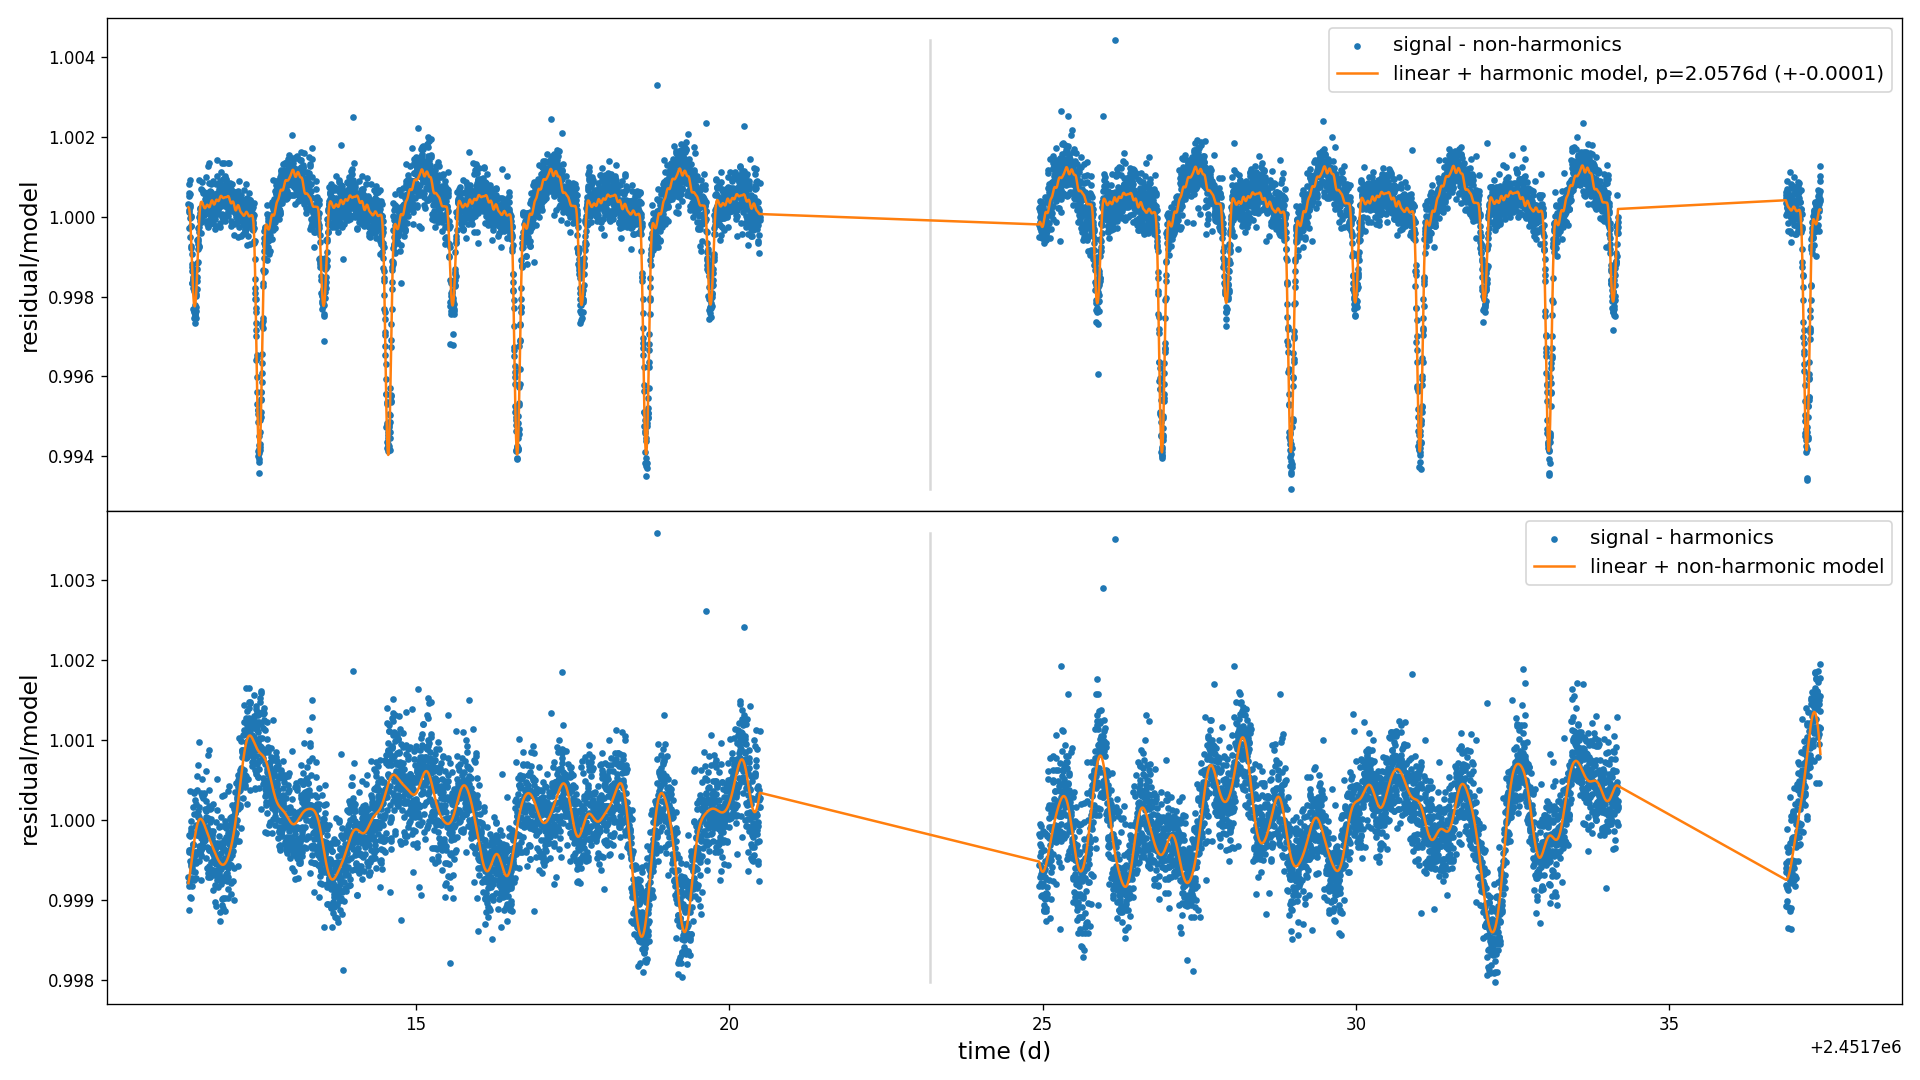 signal - non-harmonics
linear + harmonic model, p=2.0576d (+-0.0001)
residual/model
1.004
1.002
1.000
0.998
0.996
0.994
signal - harmonics
linear + non-harmonic model
residual/model
1.003
1.002
1.001
1.000
0.999
0.998
15
20
25
30
35
time (d)
+2.4517e6